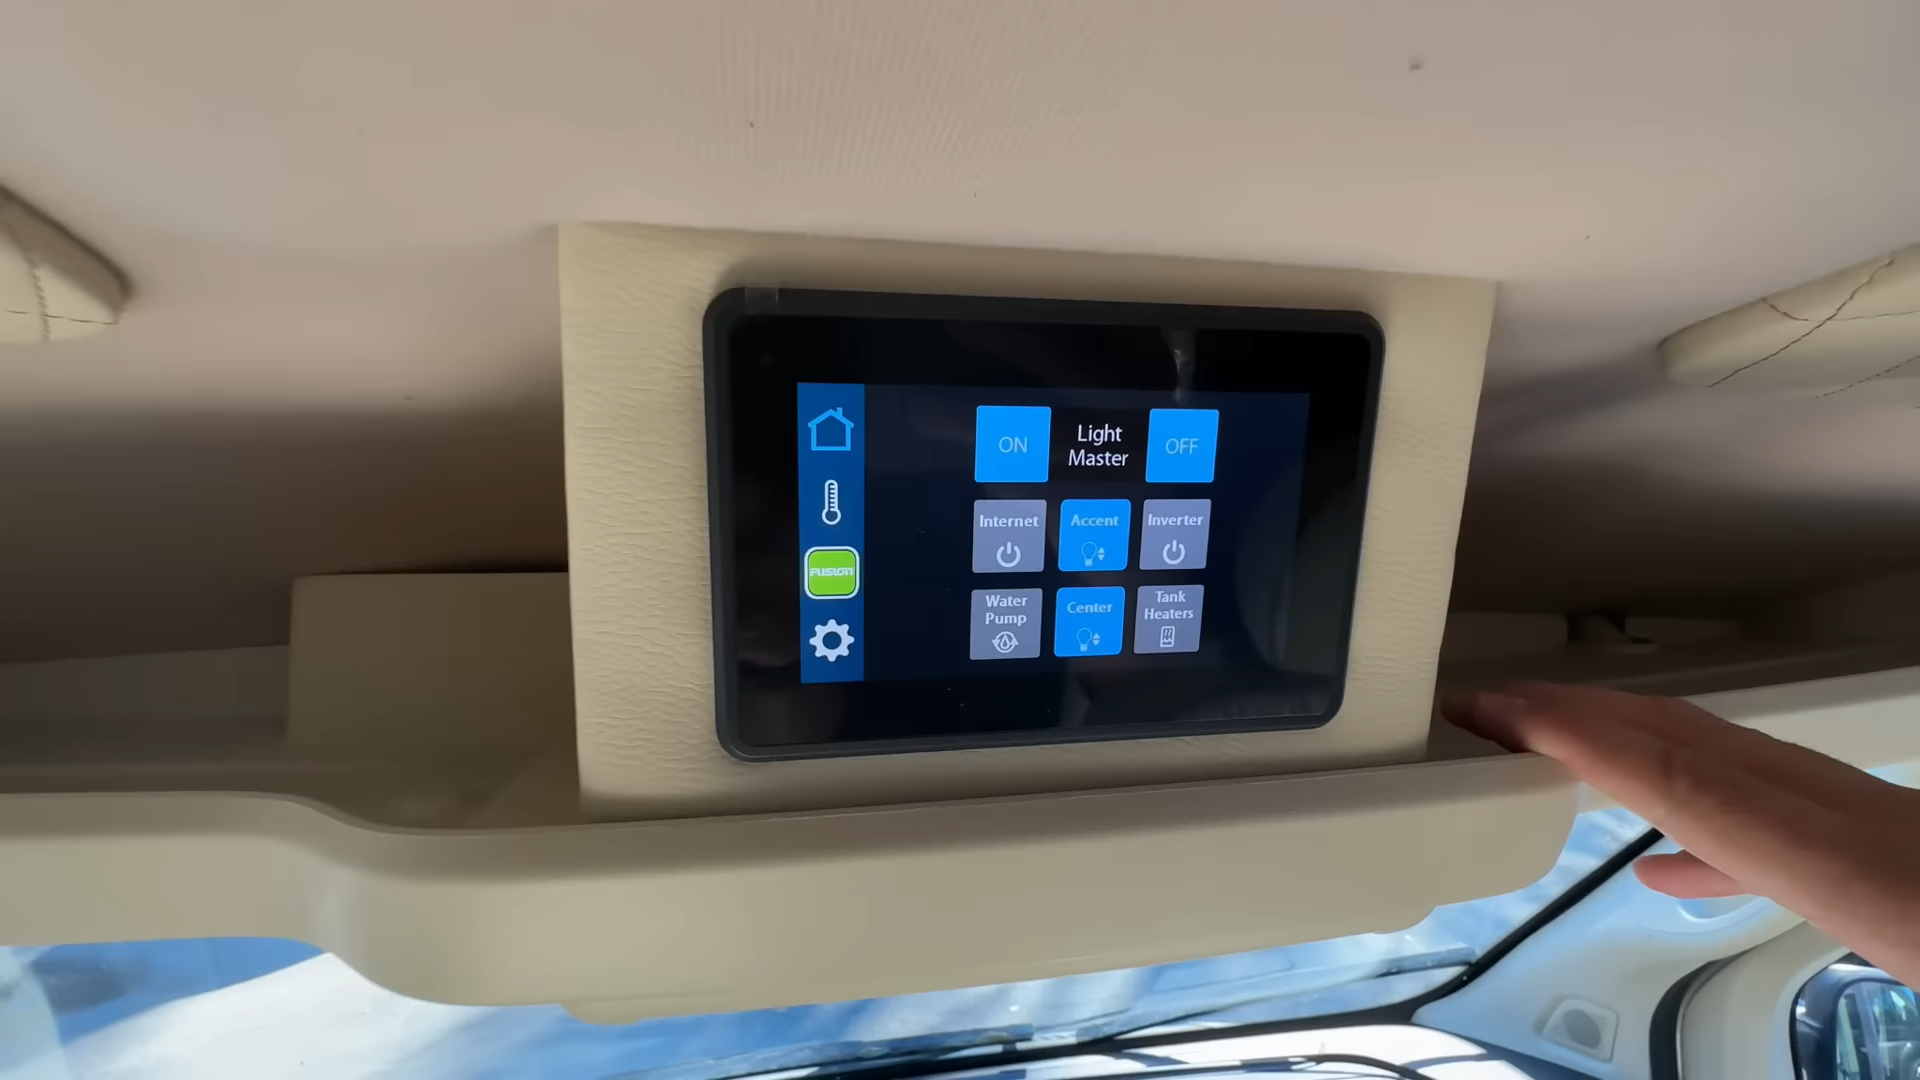 ON
Light
Master
OFF
Internet
Accent
Inverter
FUSION
Water
Pump
Center
Tank
Heaters